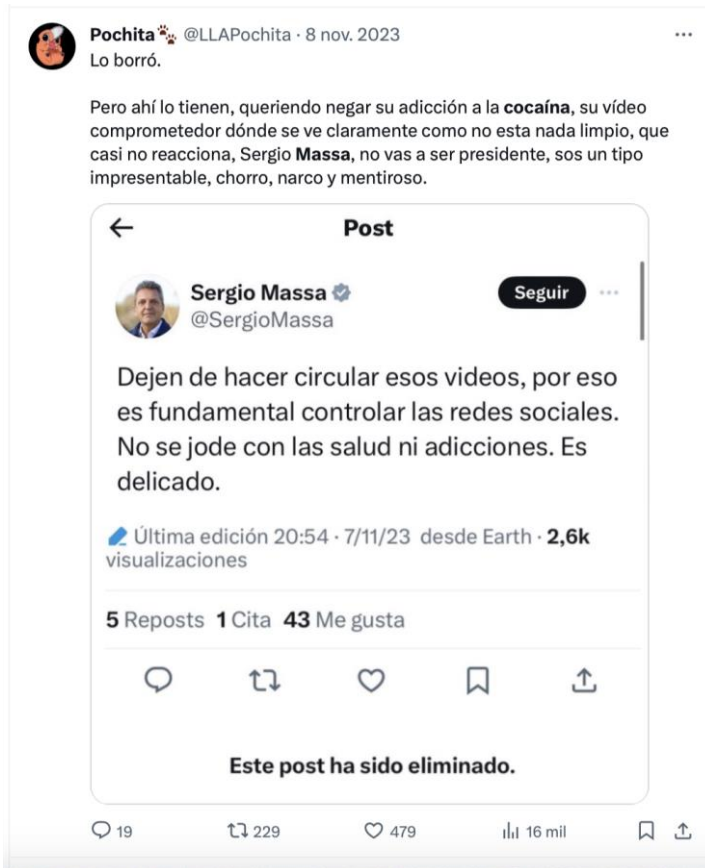 Pochita🐾 @LLAPochita · 8 nov. 2023
Lo borró.
Pero ahí lo tienen, queriendo negar su adicción a la cocaína, su vídeo
comprometedor dónde se ve claramente como no esta nada limpio, que
casi no reacciona, Sergio Massa, no vas a ser presidente, sos un tipo
impresentable, chorro, narco y mentiroso.
Post
Sergio Massa
Seguir
@SergioMassa
Dejen de hacer circular esos videos, por eso
es fundamental controlar las redes sociales.
No se jode con las salud ni adicciones. Es
delicado.
Última edición 20:54 · 7/11/23 desde Earth · 2,6k
visualizaciones
5 Reposts 1 Cita 43 Me gusta
Este post ha sido eliminado.
19 229 479 16 mil